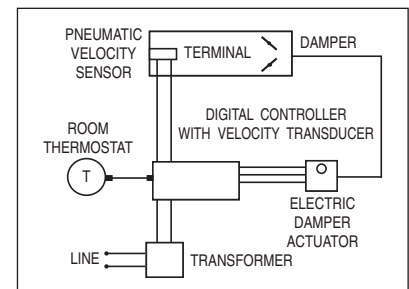 PNEUMATIC
VELOCITY
SENSOR
TERMINAL
DAMPER
DIGITAL CONTROLLER
WITH VELOCITY TRANSDUCER
ROOM
THERMOSTAT
T
ELECTRIC
DAMPER
ACTUATOR
LINE
TRANSFORMER